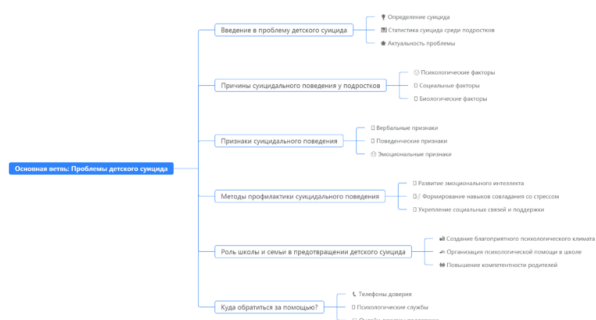 Введение в проблему детского суицида
Определение суицида
Статистика суицида среди подростков
Актуальность проблемы
Причины суицидального поведения у подростков
Психологические факторы
Социальные факторы
Биологические факторы
Признаки суицидального поведения
Вербальные признаки
Поведенческие признаки
Эмоциональные признаки
Основная ветвь: Проблемы детского суицида
Методы профилактики суицидального поведения
Развитие эмоционального интеллекта
Формирование навыков совладания со стрессом
Укрепление социальных связей и поддержки
Роль школы и семьи в предотвращении детского суицида
Создание благоприятного психологического климата
Организация психологической помощи в школе
Повышение компетентности родителей
Куда обратиться за помощью?
Телефоны доверия
Психологические службы